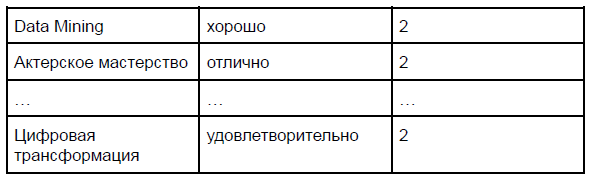 Data Mining хорошо 2
Актерское мастерство отлично 2
… … …
Цифровая удовлетворительно 2
трансформация